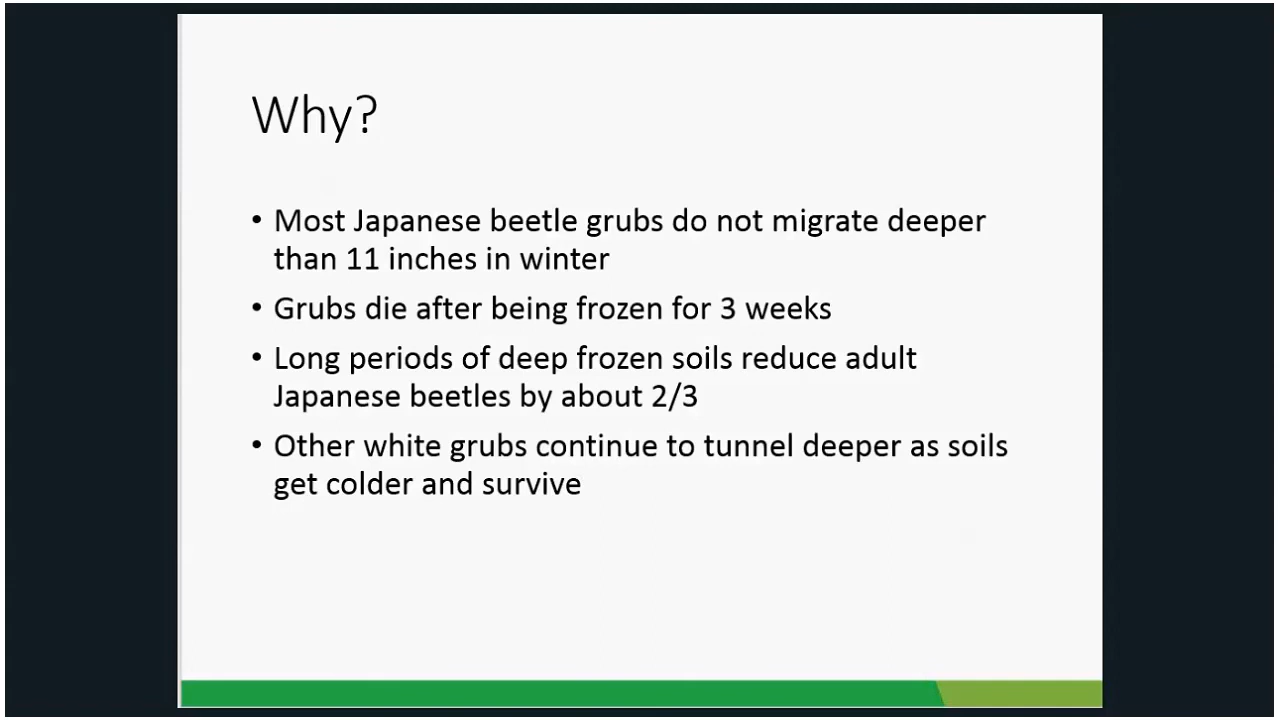 Why?
• Most Japanese beetle grubs do not migrate deeper
than 11 inches in winter
• Grubs die after being frozen for 3 weeks
• Long periods of deep frozen soils reduce adult
Japanese beetles by about 2/3
• Other white grubs continue to tunnel deeper as soils
get colder and survive